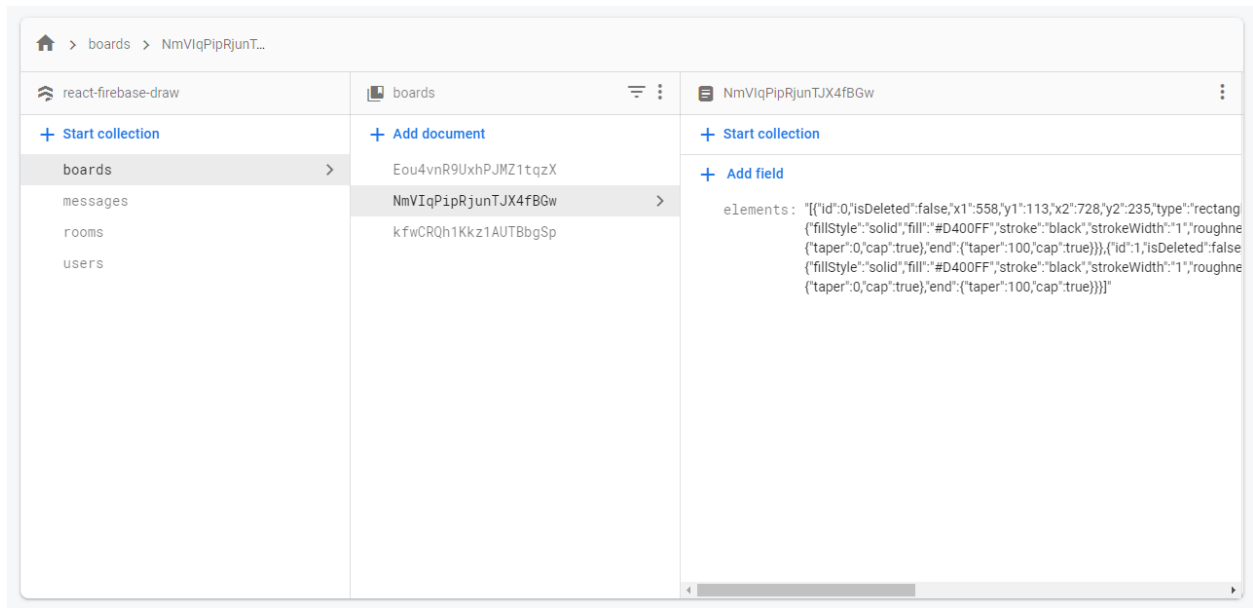 boards > NmVIqPipRjunT...
react-firebase-draw
boards
NmVIqPipRjunTJX4fBGw
+ Start collection
+ Add document
+ Start collection
boards
messages
rooms
users
Eou4vnR9UxhPJMZ1tqzX
NmVIqPipRjunTJX4fBGw
kfwCRQh1Kkz1AUTBbgSp
+ Add field
elements: "[{"id":0,"isDeleted":false,"x1":558,"y1":113,"x2":728,"y2":235,"type":"rectang
{"fillStyle":"solid","fill":"#D400FF","stroke":"black","strokeWidth":"1","roughne
{"taper":0,"cap":true},"end":{"taper":100,"cap":true}}},{"id":1,"isDeleted":false
{"fillStyle":"solid","fill":"#D400FF","stroke":"black","strokeWidth":"1","roughne
{"taper":0,"cap":true},"end":{"taper":100,"cap":true}}}]"